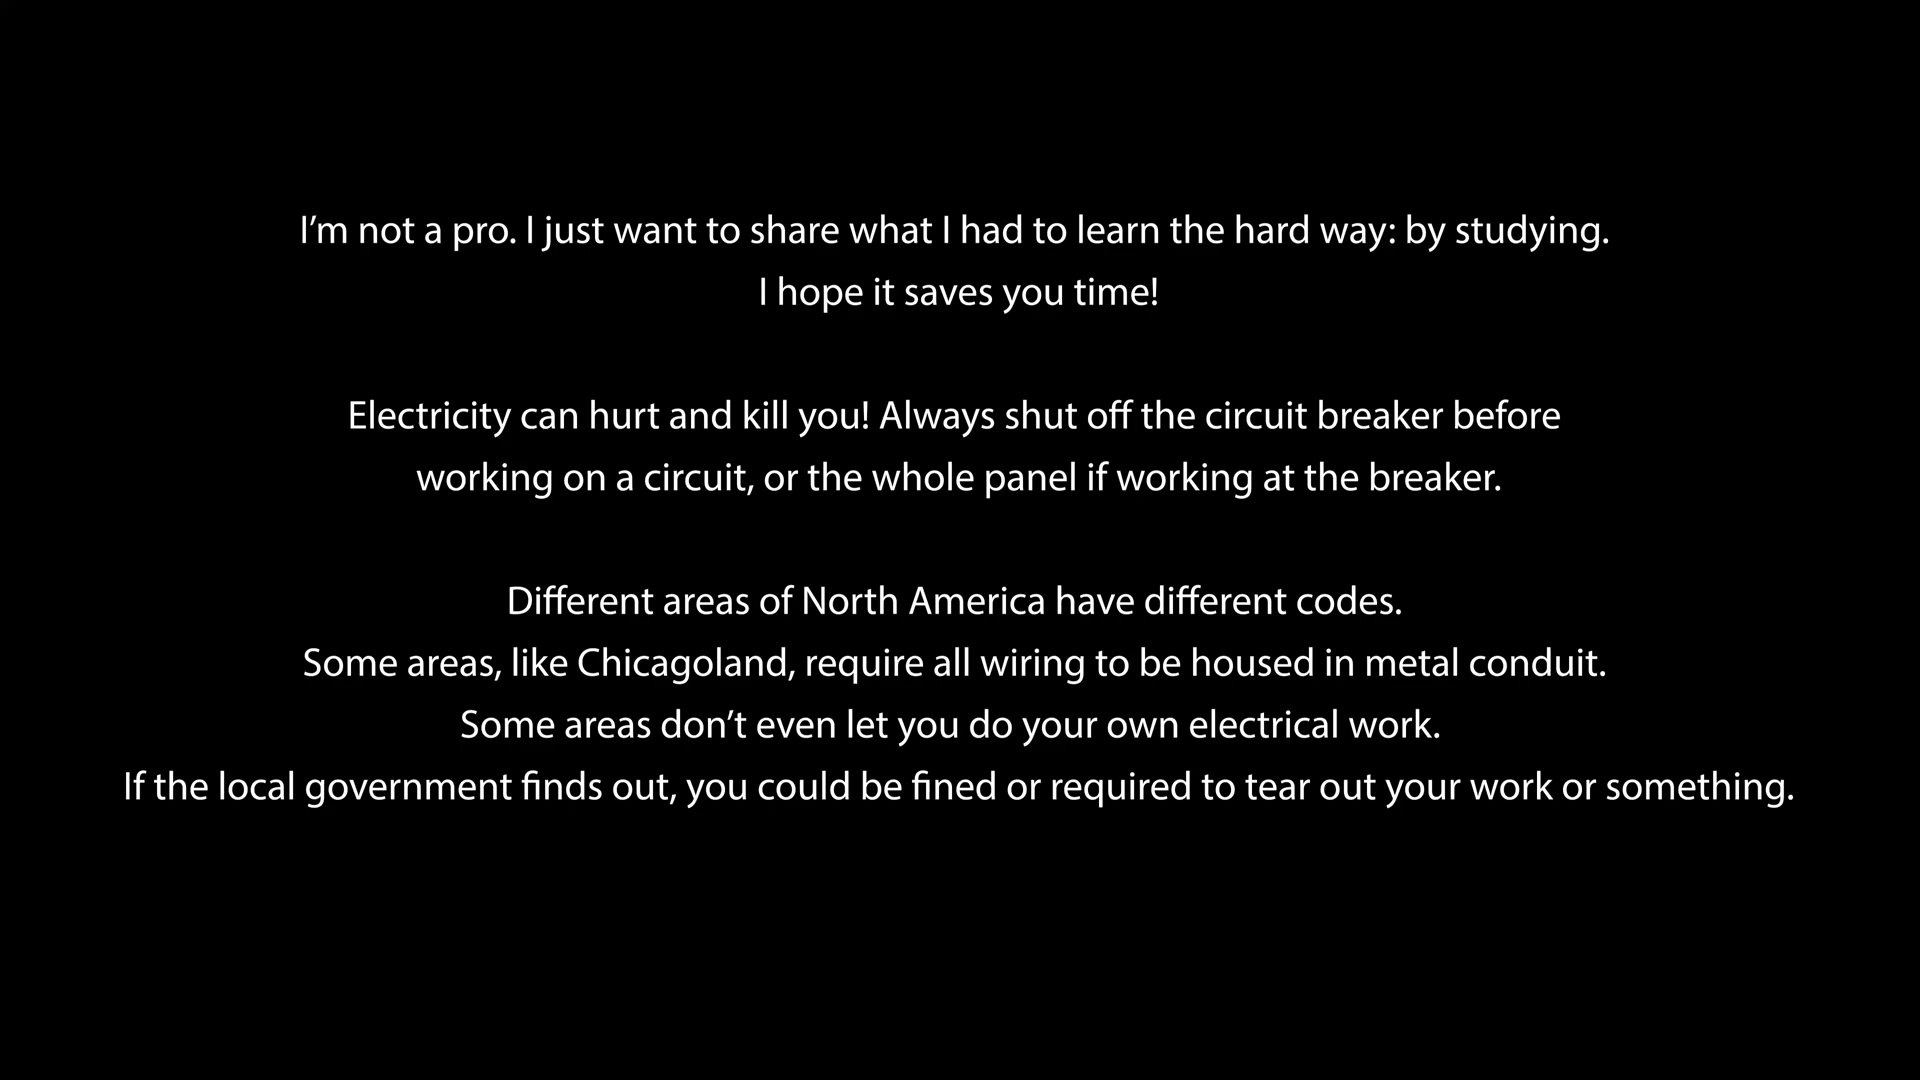 I’m not a pro. I just want to share what I had to learn the hard way: by studying.
I hope it saves you time!
Electricity can hurt and kill you! Always shut off the circuit breaker before
working on a circuit, or the whole panel if working at the breaker.
Different areas of North America have different codes.
Some areas, like Chicagoland, require all wiring to be housed in metal conduit.
Some areas don’t even let you do your own electrical work.
If the local government finds out, you could be fined or required to tear out your work or something.